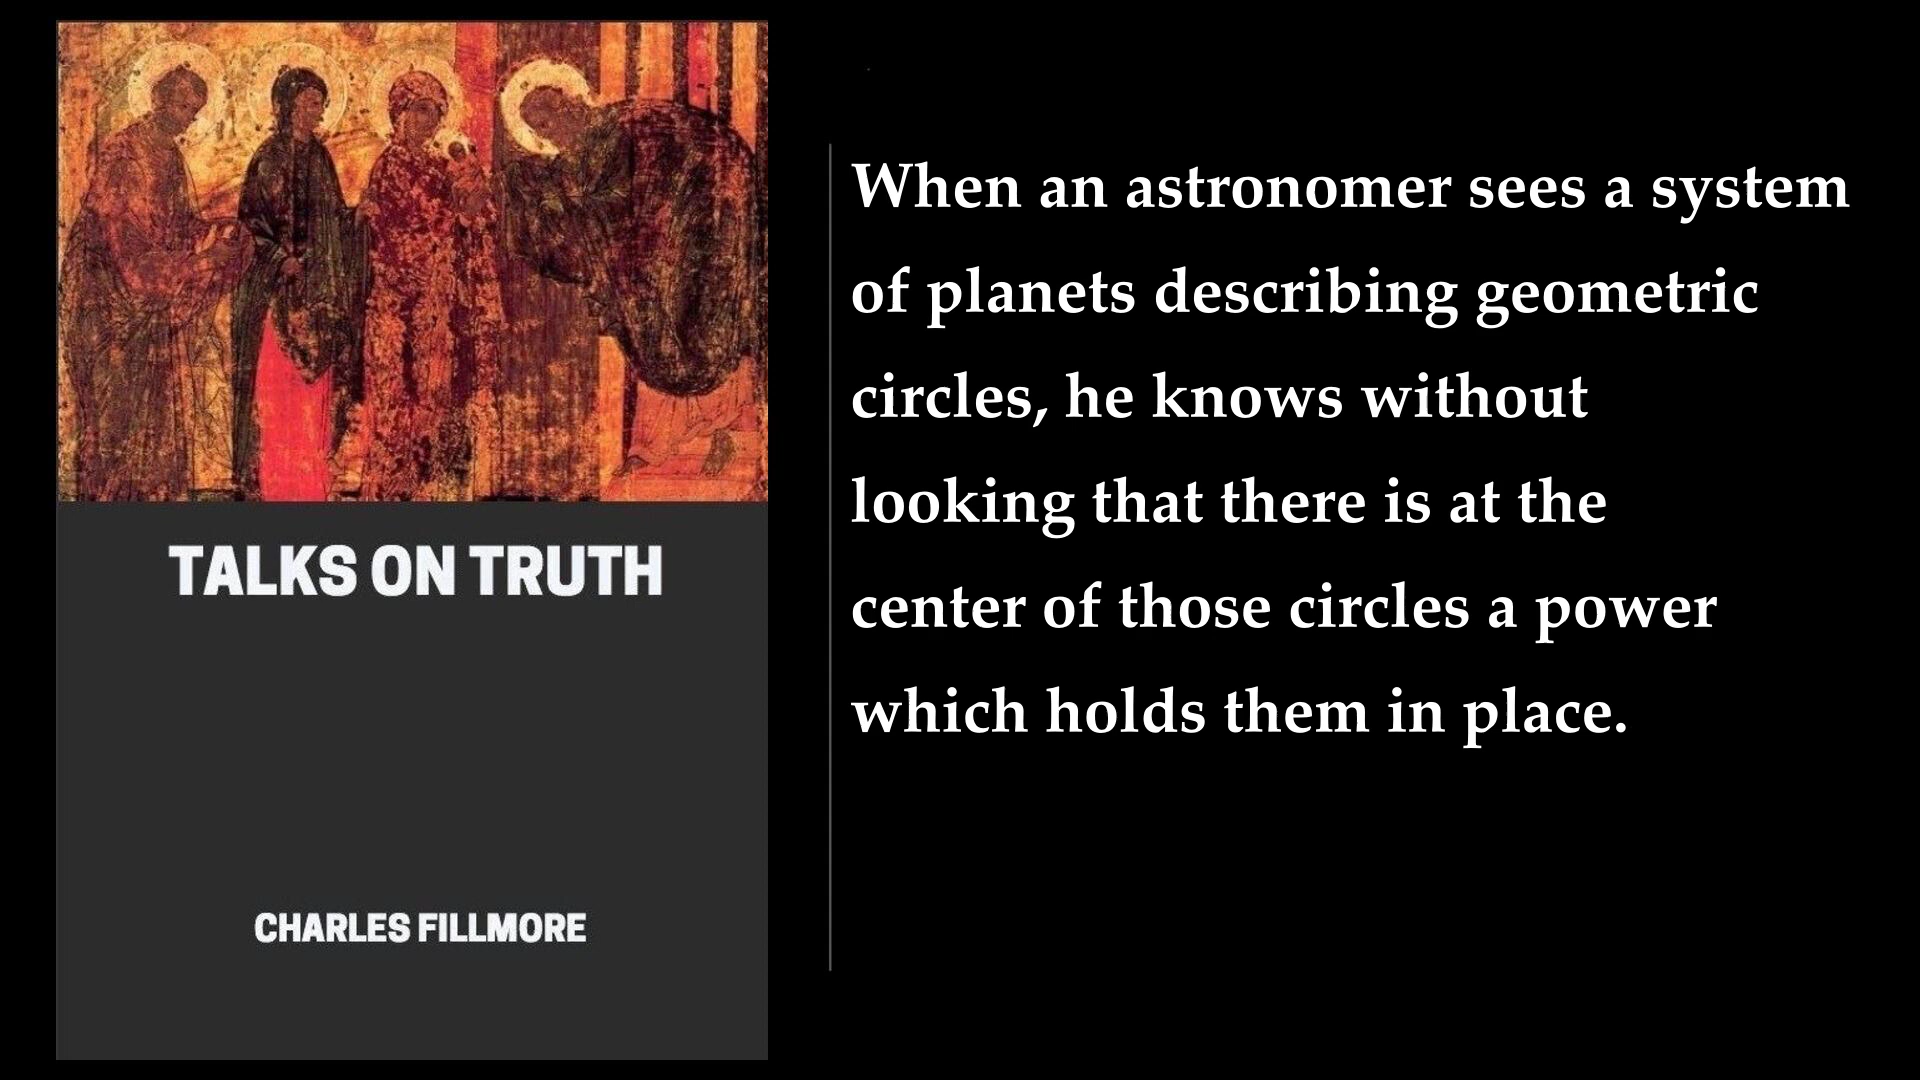 TALKS ON TRUTH
CHARLES FILLMORE
When an astronomer sees a system
of planets describing geometric
circles, he knows without
looking that there is at the
center of those circles a power
which holds them in place.